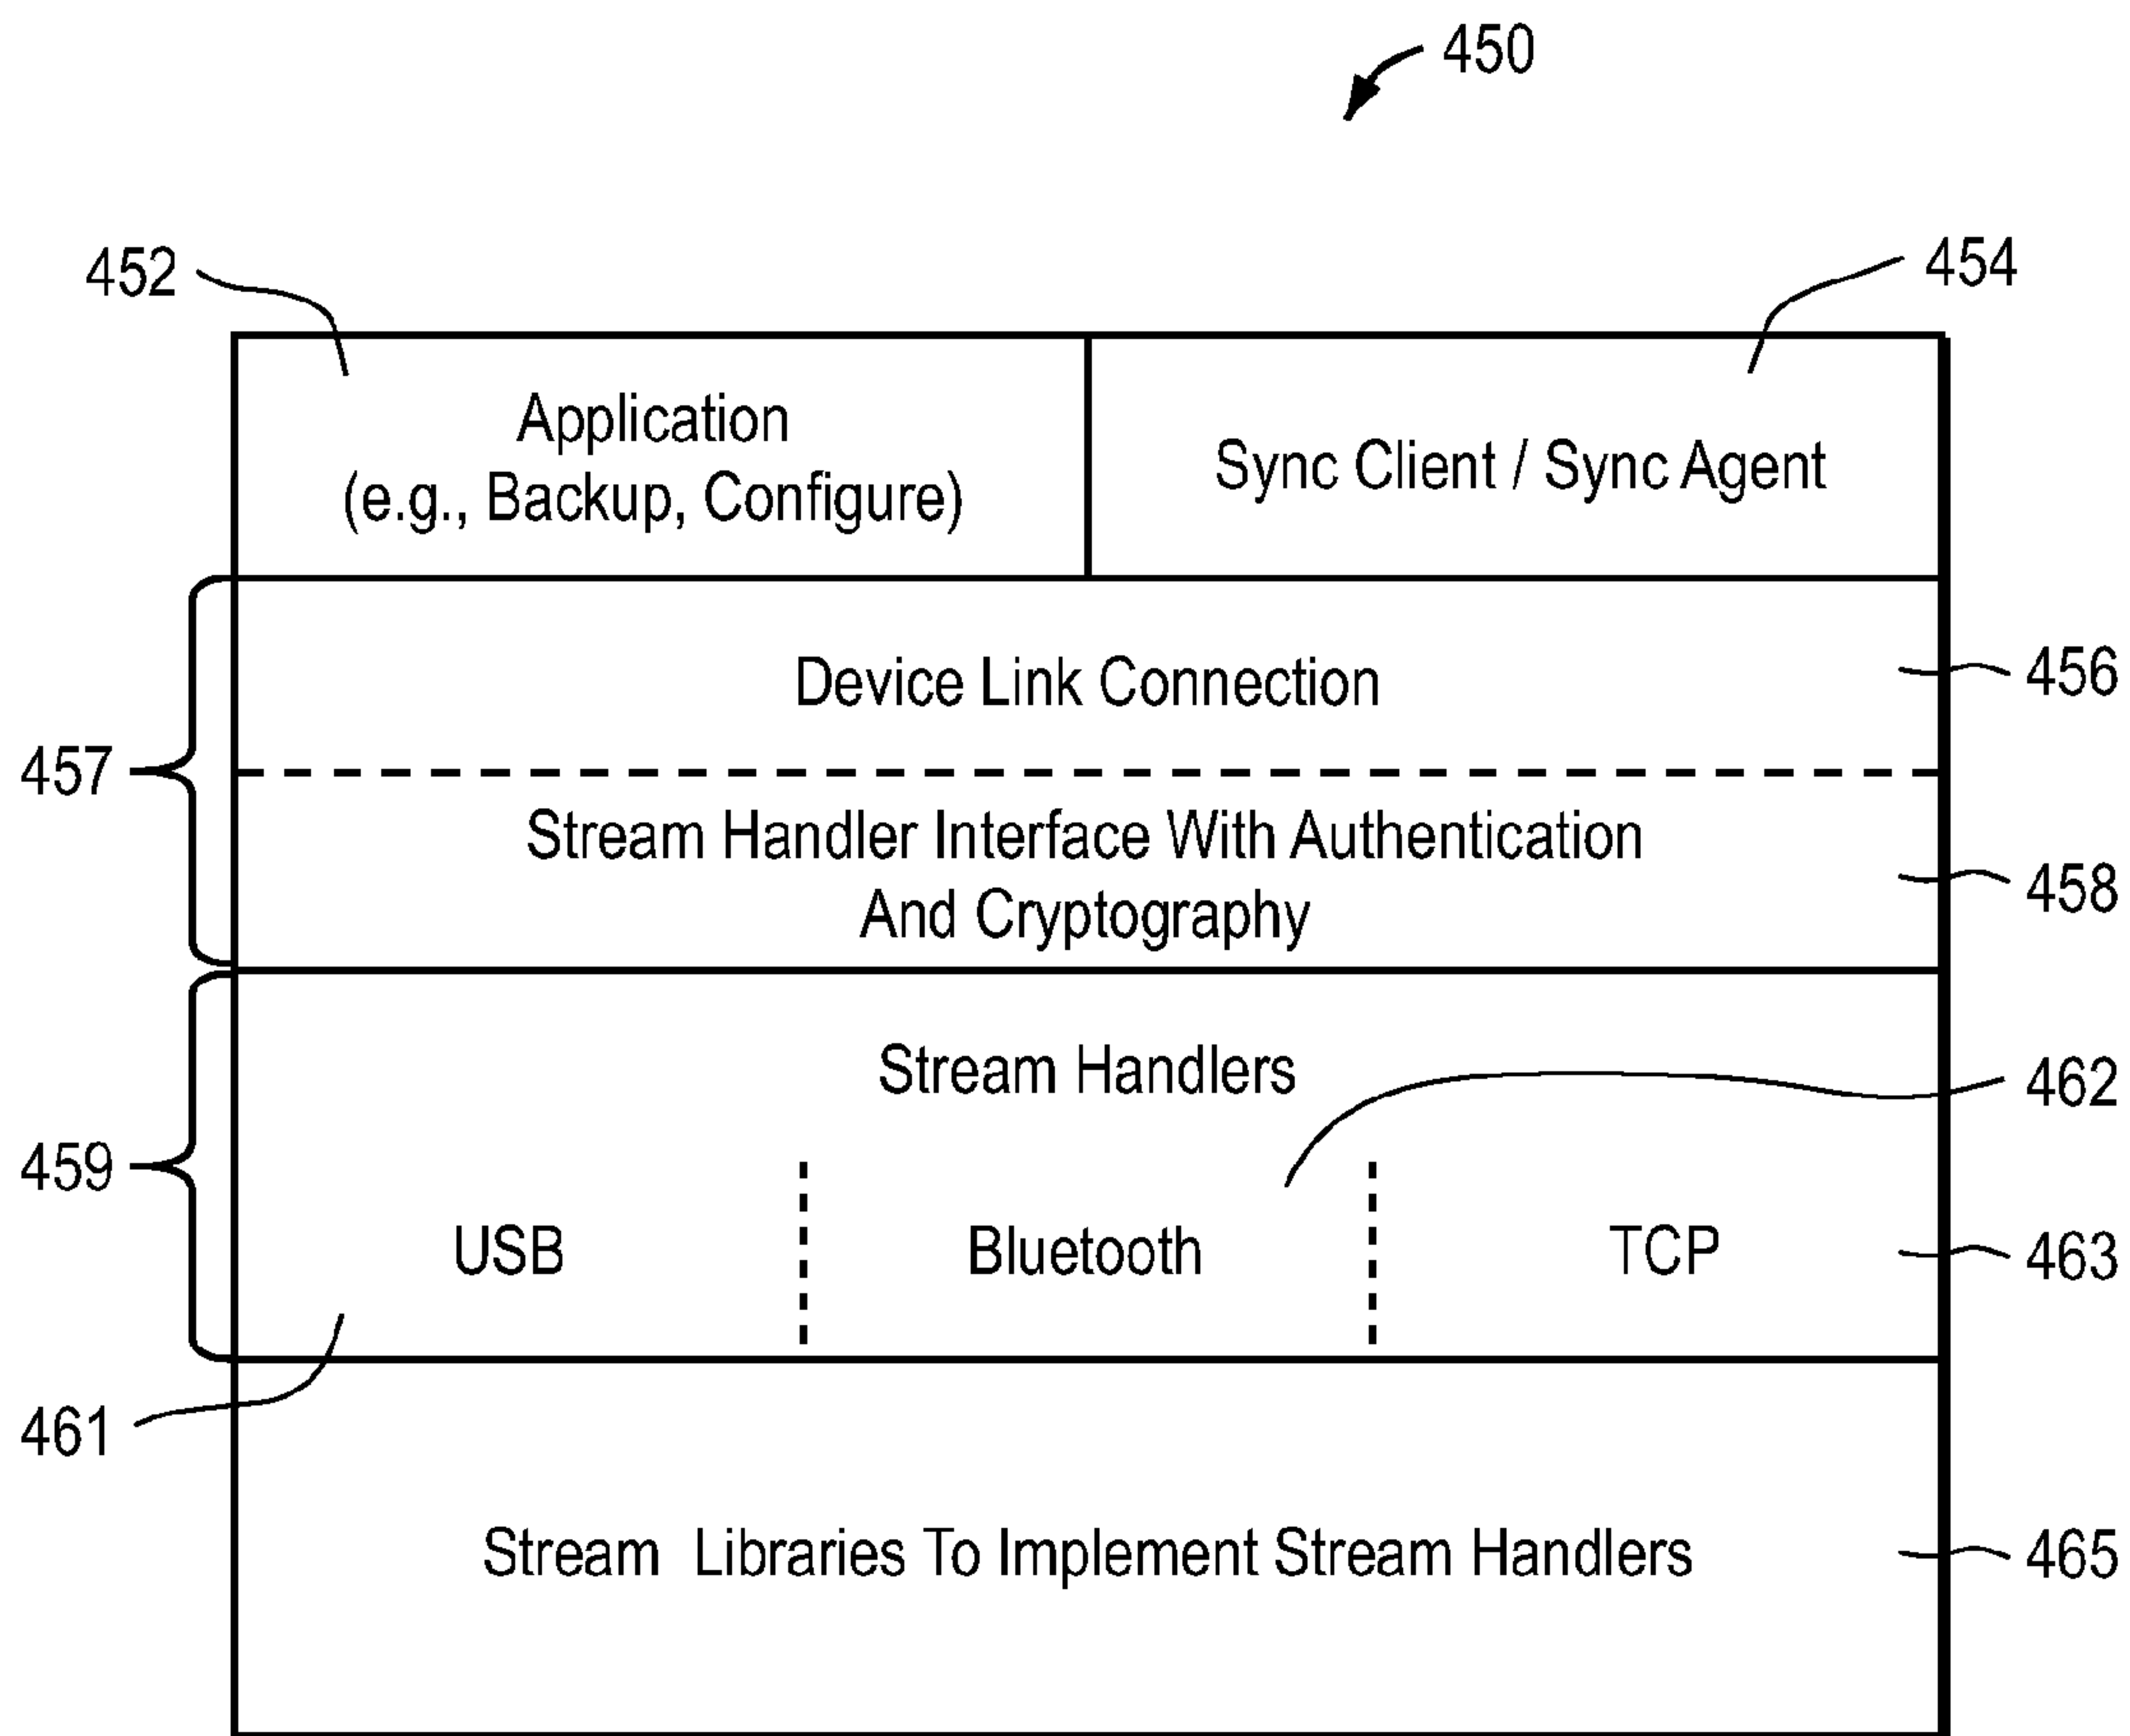 450
452
454
Application
(e.g., Backup, Configure)
Sync Client / Sync Agent
Device Link Connection
456
457
Stream Handler Interface With Authentication
And Cryptography
458
Stream Handlers
462
459
USB
Bluetooth
TCP
463
461
Stream Libraries To Implement Stream Handlers
465